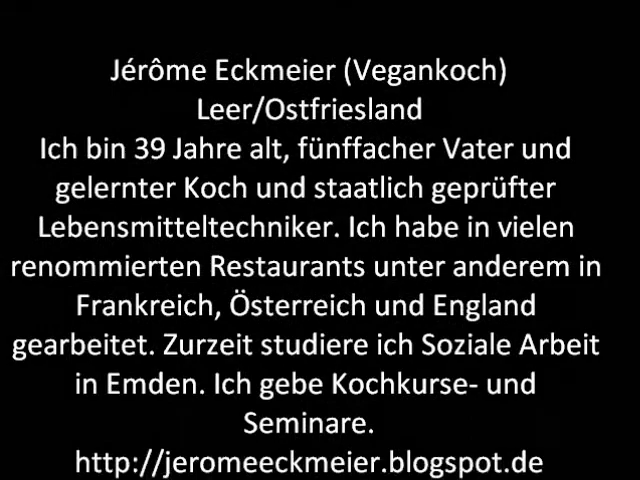 Jérôme Eckmeier (Vegankoch)
Leer/Ostfriesland
Ich bin 39 Jahre alt, fünffacher Vater und
gelernter Koch und staatlich geprüfter
Lebensmitteltechniker. Ich habe in vielen
renommierten Restaurants unter anderem in
Frankreich, Österreich und England
gearbeitet. Zurzeit studiere ich Soziale Arbeit
in Emden. Ich gebe Kochkurse- und
Seminare.
http://jeromeeckmeier.blogspot.de